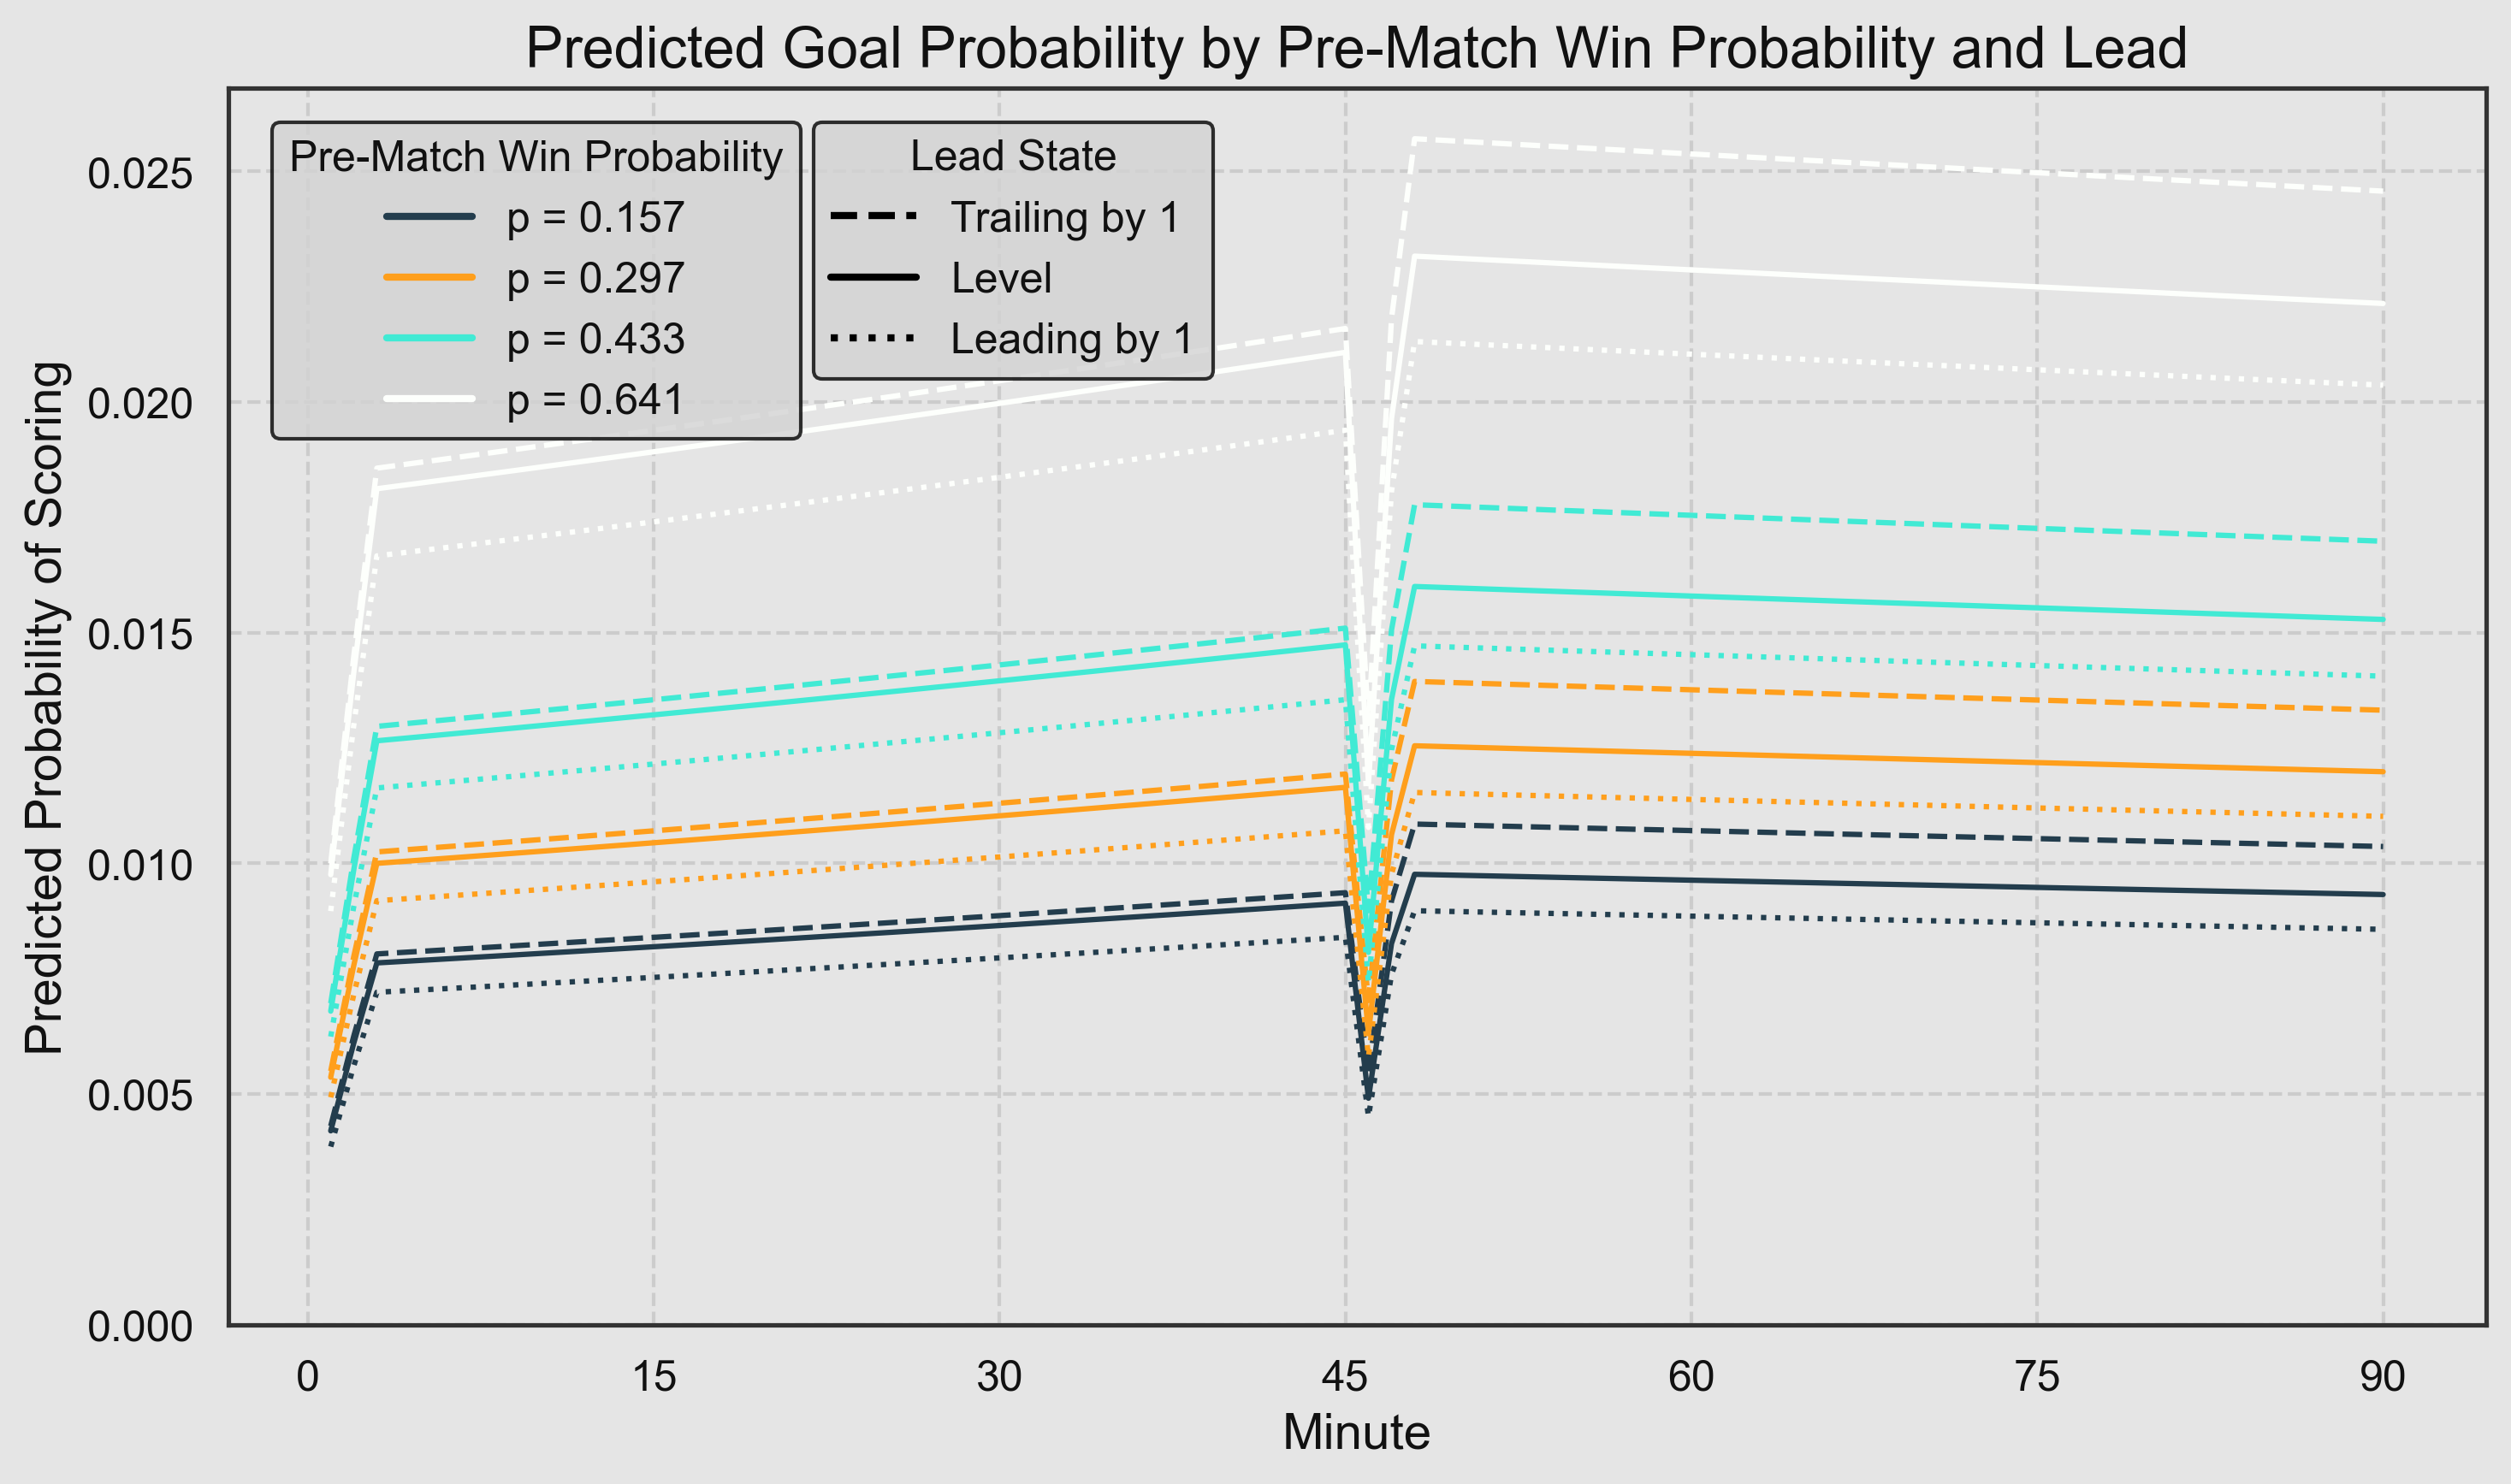 Predicted Goal Probability by Pre-Match Win Probability and Lead
Pre-Match Win Probability
p = 0.157
p = 0.297
p = 0.433
p = 0.641
Lead State
Trailing by 1
Level
Leading by 1
Predicted Probability of Scoring
0.025
0.020
0.015
0.010
0.005
0.000
0 15 30 45 60 75 90
Minute